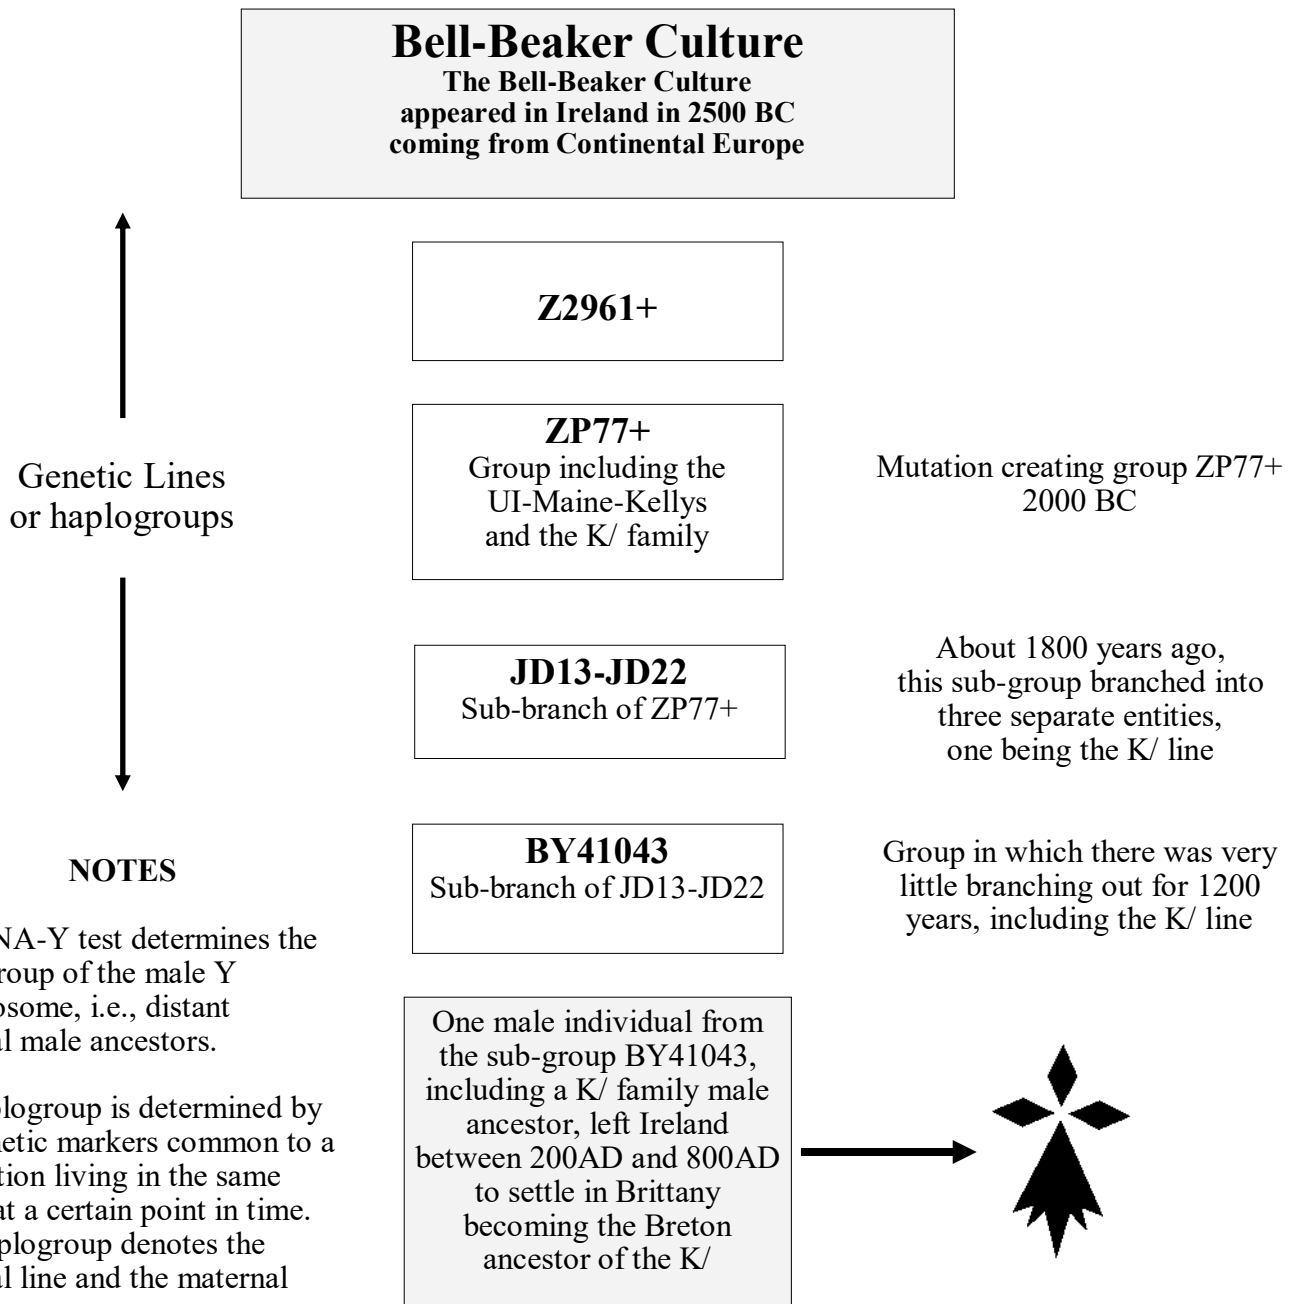 Bell-Beaker Culture
The Bell-Beaker Culture
appeared in Ireland in 2500 BC
coming from Continental Europe
Z2961+
ZP77+
Group including the
UI-Maine-Kellys
and the K/ family
Mutation creating group ZP77+
2000 BC
Genetic Lines
or haplogroups
JD13-JD22
Sub-branch of ZP77+
About 1800 years ago,
this sub-group branched into
three separate entities,
one being the K/ line
BY41043
Sub-branch of JD13-JD22
Group in which there was very
little branching out for 1200
years, including the K/ line
NOTES
NA-Y test determines the
of the male Y
i.e., distant
male ancestors.
is determined by
markers common to a
living in the same
at a certain point in time.
denotes the
line and the maternal
One male individual from
the sub-group BY41043,
including a K/ family male
ancestor, left Ireland
between 200AD and 800AD
to settle in Brittany
becoming the Breton
ancestor of the K/